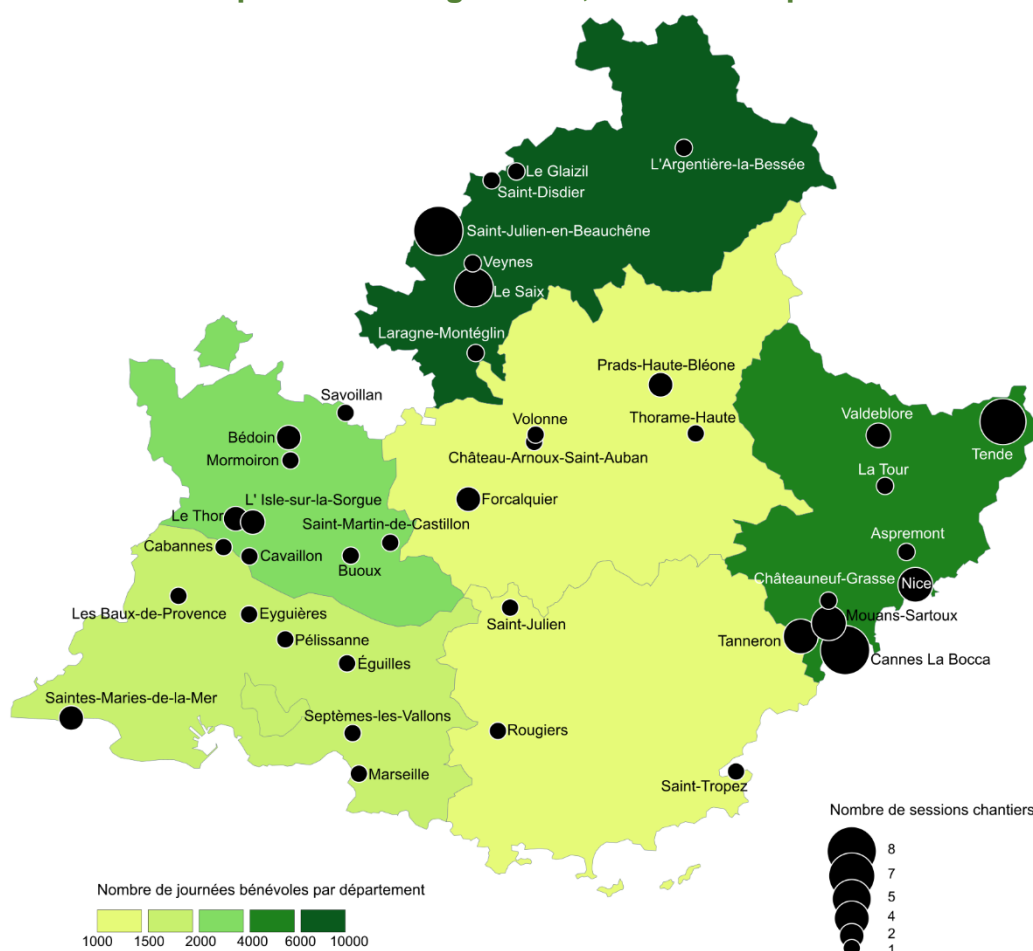 L'Argentière-la-Bessée
Le Glaizil
Saint-Disdier
Saint-Julien-en-Beauchêne
Veynes
Le Saix
Laragne-Montéglin
Prads-Haute-Bléone
Savoillan
Volonne
Thorame-Haute
Valdeblore
Bédoin
Tende
Mormoiron
Château-Arnoux-Saint-Auban
La Tour
L' Isle-sur-la-Sorgue
Forcalquier
Le Thor
Saint-Martin-de-Castillon
Aspremont
Cabannes
Cavaillon
Buoux
Châteauneuf-Grasse
Nice
Les Baux-de-Provence
Eyguières
Saint-Julien
Mouans-Sartoux
Pélissanne
Tanneron
Éguilles
Cannes La Bocca
Saintes-Maries-de-la-Mer
Septèmes-les-Vallons
Rougiers
Marseille
Saint-Tropez
Nombre de sessions chantiers
8
7
5
4
2
1
Nombre de journées bénévoles par département
1000 1500 2000 4000 6000 10000